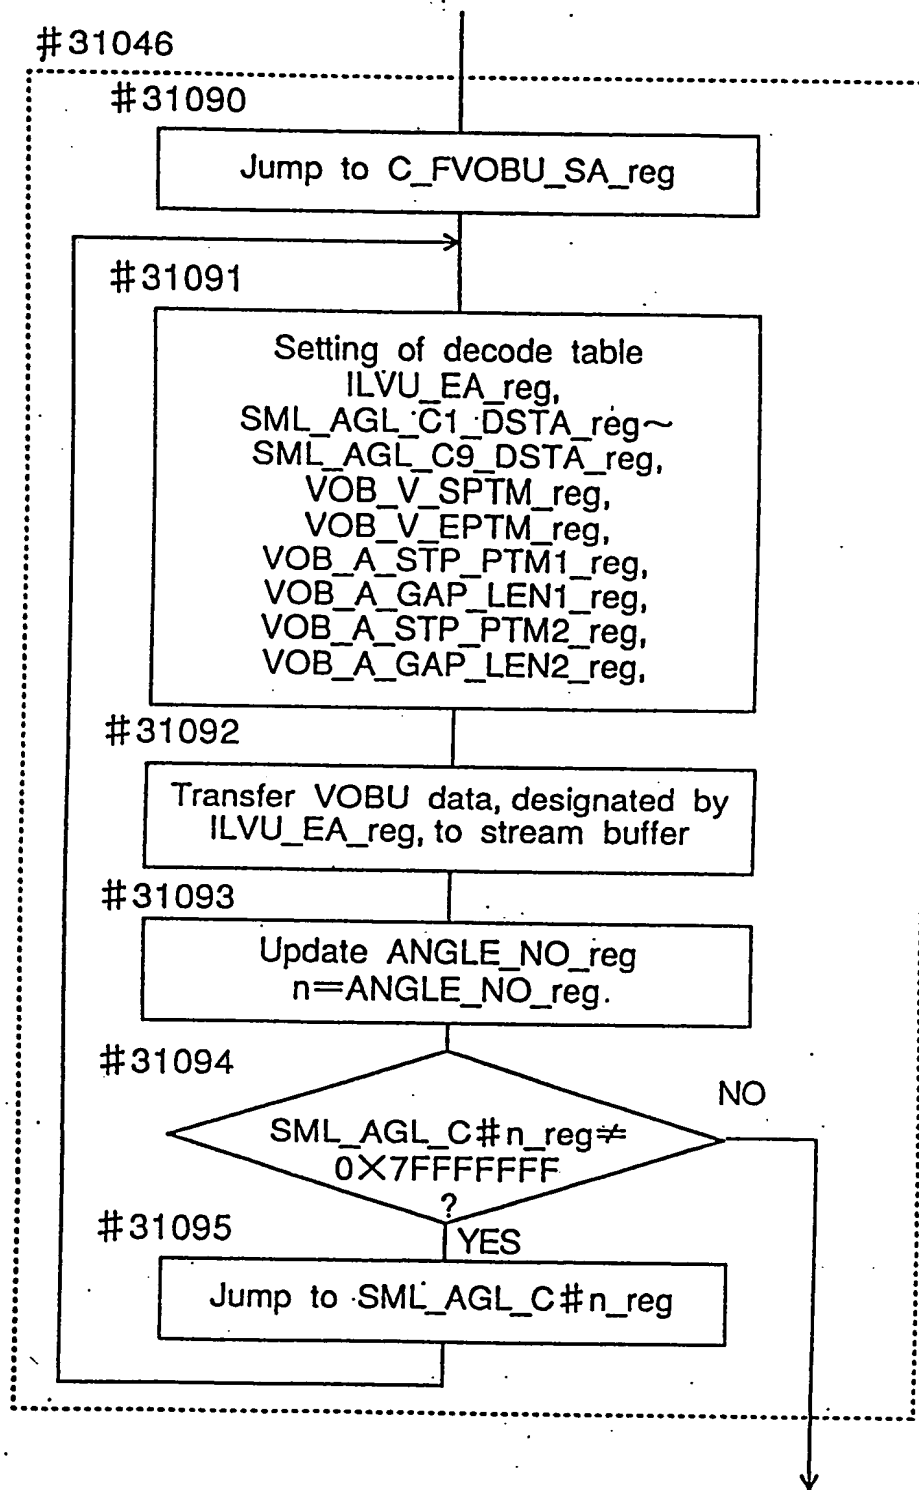 #31046
#31090
Jump to C_FVOBU_SA_reg
#31091
Setting of decode table
ILVU_EA_reg,
SML_AGL_C1_DSTA_reg~
SML_AGL_C9_DSTA_reg,
VOB_V_SPTM_reg,
VOB_V_EPTM_reg,
VOB_A_STP_PTM1_reg,
VOB_A_GAP_LEN1_reg,
VOB_A_STP_PTM2_reg,
VOB_A_GAP_LEN2_reg,
#31092
Transfer VOBU data, designated by
ILVU_EA_reg, to stream buffer
#31093
Update ANGLE_NO_reg
n=ANGLE_NO_reg.
#31094
NO
SML_AGL_C#n_reg≠
0X7FFFFFFF
?
#31095
YES
Jump to SML_AGL_C#n_reg